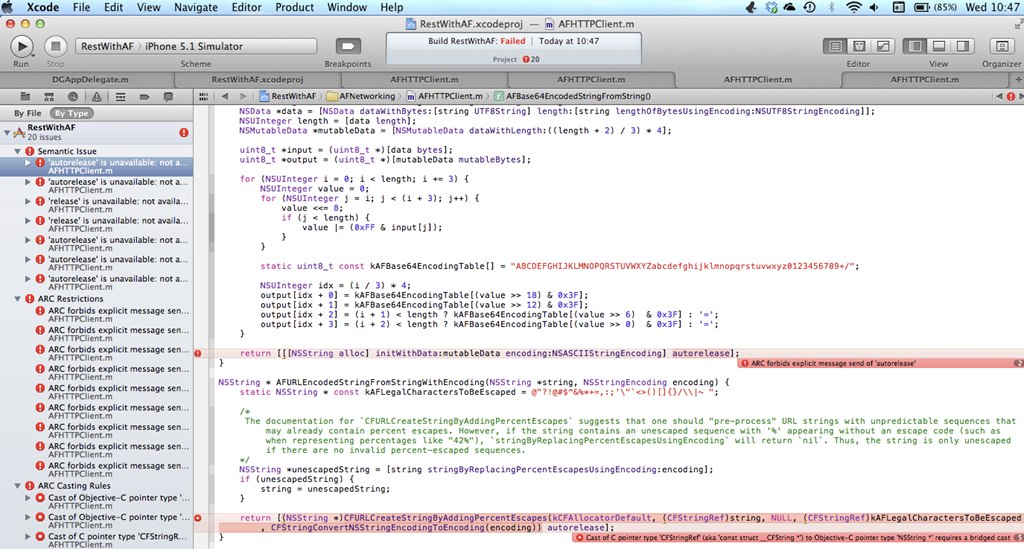 Xcode File Edit View Navigate Editor Product Window Help (85%) Wed 10:47
RestWithAF.xcodeproj — AFHTTPClient.m
Run Stop
RestWithAF iPhone 5.1 Simulator
Scheme
Breakpoints
Build RestWithAF: Failed | Today at 10:47
Project 20
Editor View Organizer
DGAppDelegate.m RestWithAF.xcodeproj AFHTTPClient.m AFHTTPClient.m AFHTTPClient.m AFHTTPClient.m
RestWithAF AFNetworking AFHTTPClient.m AFBase64EncodedStringFromString()
By File By Type
RestWithAF
20 issues
Semantic Issue
'autorelease' is unavailable: not a...
AFHTTPClient.m
'autorelease' is unavailable: not a...
AFHTTPClient.m
'release' is unavailable: not availa...
AFHTTPClient.m
'release' is unavailable: not availa...
AFHTTPClient.m
'autorelease' is unavailable: not a...
AFHTTPClient.m
'autorelease' is unavailable: not a...
AFHTTPClient.m
'autorelease' is unavailable: not a...
AFHTTPClient.m
ARC Restrictions
ARC forbids explicit message sen...
AFHTTPClient.m
ARC forbids explicit message sen...
AFHTTPClient.m
ARC forbids explicit message sen...
AFHTTPClient.m
ARC forbids explicit message sen...
AFHTTPClient.m
ARC forbids explicit message sen...
AFHTTPClient.m
ARC forbids explicit message sen...
AFHTTPClient.m
ARC forbids explicit message sen...
AFHTTPClient.m
ARC forbids explicit message sen...
AFHTTPClient.m
ARC forbids explicit message sen...
AFHTTPClient.m
ARC Casting Rules
Cast of Objective-C pointer type '...
AFHTTPClient.m
Cast of Objective-C pointer type '...
AFHTTPClient.m
Cast of C pointer type 'CFStringR...
AFHTTPClient.m
NSData *data = [NSData dataWithBytes:[string UTF8String] length:[string lengthOfBytesUsingEncoding:NSUTF8StringEncoding]];
NSUInteger length = [data length];
NSMutableData *mutableData = [NSMutableData dataWithLength:((length + 2) / 3) * 4];
uint8_t *input = (uint8_t *)[data bytes];
uint8_t *output = (uint8_t *)[mutableData mutableBytes];
for (NSUInteger i = 0; i < length; i += 3) {
NSUInteger value = 0;
for (NSUInteger j = i; j < (i + 3); j++) {
value <<= 8;
if (j < length) {
value |= (0xFF & input[j]);
}
}
static uint8_t const kAFBase64EncodingTable[] = "ABCDEFGHIJKLMNOPQRSTUVWXYZabcdefghijklmnopqrstuvwxyz0123456789+/";
NSUInteger idx = (i / 3) * 4;
output[idx + 0] = kAFBase64EncodingTable[(value >> 18) & 0x3F];
output[idx + 1] = kAFBase64EncodingTable[(value >> 12) & 0x3F];
output[idx + 2] = (i + 1) < length ? kAFBase64EncodingTable[(value >> 6) & 0x3F] : '=';
output[idx + 3] = (i + 2) < length ? kAFBase64EncodingTable[(value >> 0) & 0x3F] : '=';
}
return [[[NSString alloc] initWithData:mutableData encoding:NSASCIIStringEncoding] autorelease];
}
ARC forbids explicit message send of 'autorelease' 2
NSString * AFURLEncodedStringFromStringWithEncoding(NSString *string, NSStringEncoding encoding) {
static NSString * const kAFLegalCharactersToBeEscaped = @"?!@#$^&%*+=,:;'\"`<>()[]{}/\\|~ ";
/*
The documentation for `CFURLCreateStringByAddingPercentEscapes` suggests that one should "pre-process" URL strings with unpredictable sequences that
may already contain percent escapes. However, if the string contains an unescaped sequence with '%' appearing without an escape code (such as
when representing percentages like "42%"), `stringByReplacingPercentEscapesUsingEncoding` will return `nil`. Thus, the string is only unescaped
if there are no invalid percent-escaped sequences.
*/
NSString *unescapedString = [string stringByReplacingPercentEscapesUsingEncoding:encoding];
if (unescapedString) {
string = unescapedString;
}
return [(NSString *)CFURLCreateStringByAddingPercentEscapes(kCFAllocatorDefault, (CFStringRef)string, NULL, (CFStringRef)kAFLegalCharactersToBeEscaped
, CFStringConvertNSStringEncodingToEncoding(encoding)) autorelease];
}
Cast of C pointer type 'CFStringRef' (aka 'const struct __CFString *') to Objective-C pointer type 'NSString *' requires a bridged cast 5